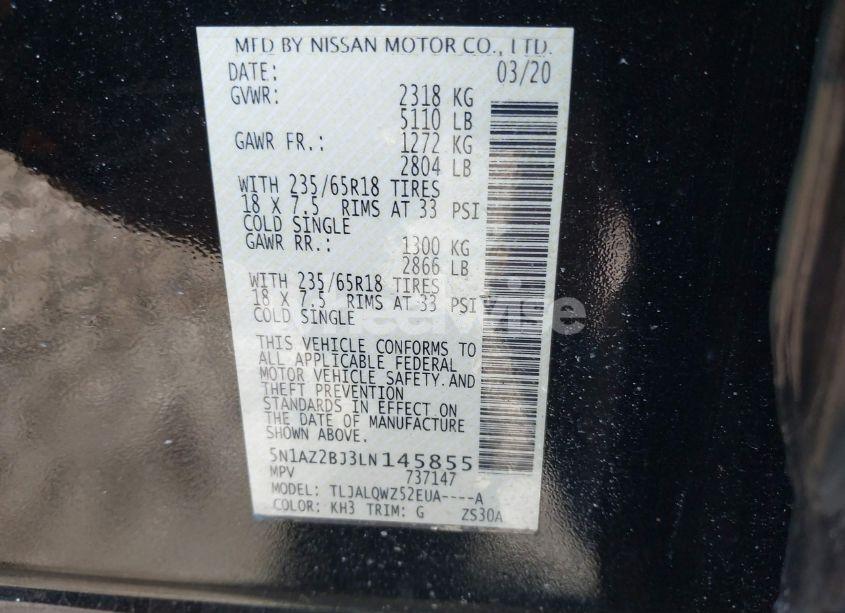 MFD BY NISSAN MOTOR CO., LTD.
DATE: 03/20
GVWR: 2318 KG
5110 LB
GAWR FR.: 1272 KG
2804 LB
WITH 235/65R18 TIRES
18 X 7.5 RIMS AT 33 PSI
COLD SINGLE
GAWR RR.: 1300 KG
2866 LB
WITH 235/65R18 TIRES
18 X 7.5 RIMS AT 33 PSI
COLD SINGLE
THIS VEHICLE CONFORMS TO
ALL APPLICABLE FEDERAL
MOTOR VEHICLE SAFETY AND
THEFT PREVENTION
STANDARDS IN EFFECT ON
THE DATE OF MANUFACTURE
SHOWN ABOVE.
5N1AZ2BJ3LN145855
MPV 737147
MODEL: TLJALQWZ52EUA----A
COLOR: KH3 TRIM: G ZS30A